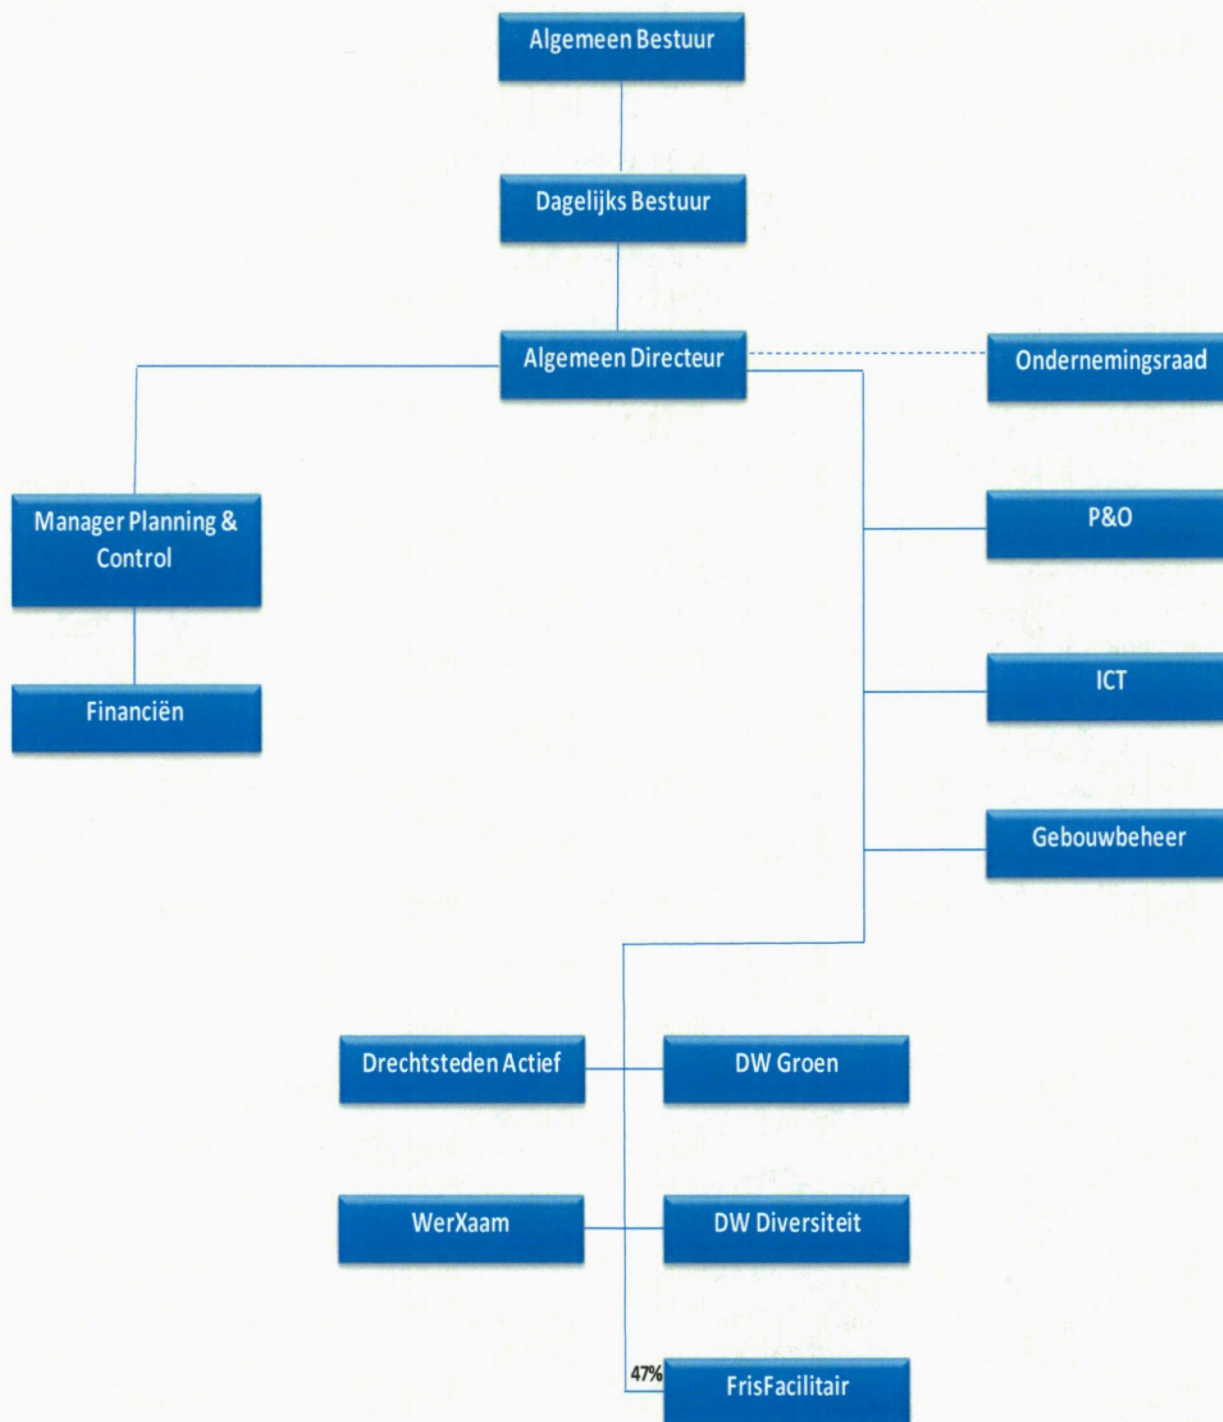 Algemeen Bestuur
Dagelijks Bestuur
Algemeen Directeur
Ondernemingsraad
Manager Planning &
Control
P&O
Financiën
ICT
Gebouwbeheer
Drechtsteden Actief
DW Groen
WerXaam
DW Diversiteit
47%
FrisFacilitair